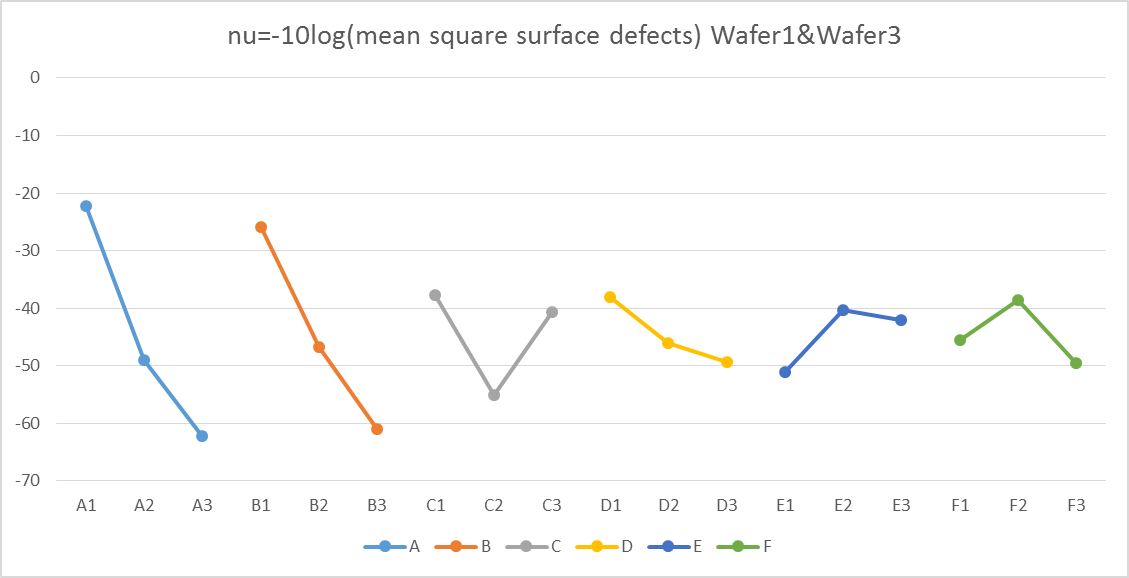 nu=-10log(mean square surface defects) Wafer1&Wafer3
0
-10
-20
-30
-40
-50
-60
-70
A1 A2 A3 B1 B2 B3 C1 C2 C3 D1 D2 D3 E1 E2 E3 F1 F2 F3
A B C D E F